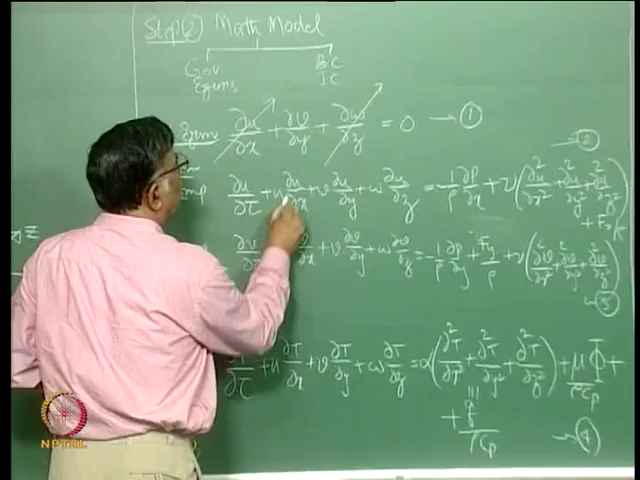 Step ② Math Model
Gov Eqns BC IC
Eqn ∂u/∂x + ∂v/∂y + ∂w/∂z = 0 → ①
→ ②
∂u/∂τ + u ∂u/∂x + v ∂u/∂y + w ∂u/∂z = -1/ρ ∂p/∂x + ν(∂²u/∂x² + ∂²u/∂y² + ∂²u/∂z²)
+ Fx/ρ
∂v/∂x + v ∂v/∂y + w ∂v/∂z = -1/ρ ∂p/∂y + Fy/ρ + ν(∂²v/∂x² + ∂²v/∂y² + ∂²v/∂z²)
③
∂T/∂τ + u ∂T/∂x + v ∂T/∂y + w ∂T/∂z = α(∂²T/∂x² + ∂²T/∂y² + ∂²T/∂z²) + μΦ/ρCp +
+ q'''/ρCp → ④
NPTEL